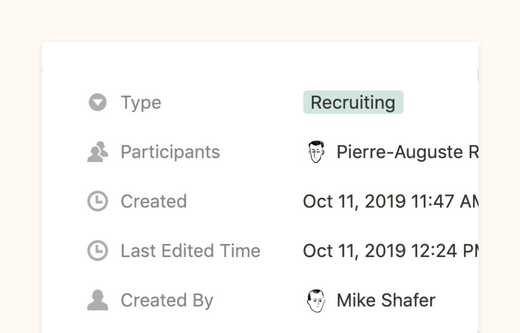 Type Recruiting
Participants Pierre-Auguste R
Created Oct 11, 2019 11:47 AM
Last Edited Time Oct 11, 2019 12:24 PM
Created By Mike Shafer